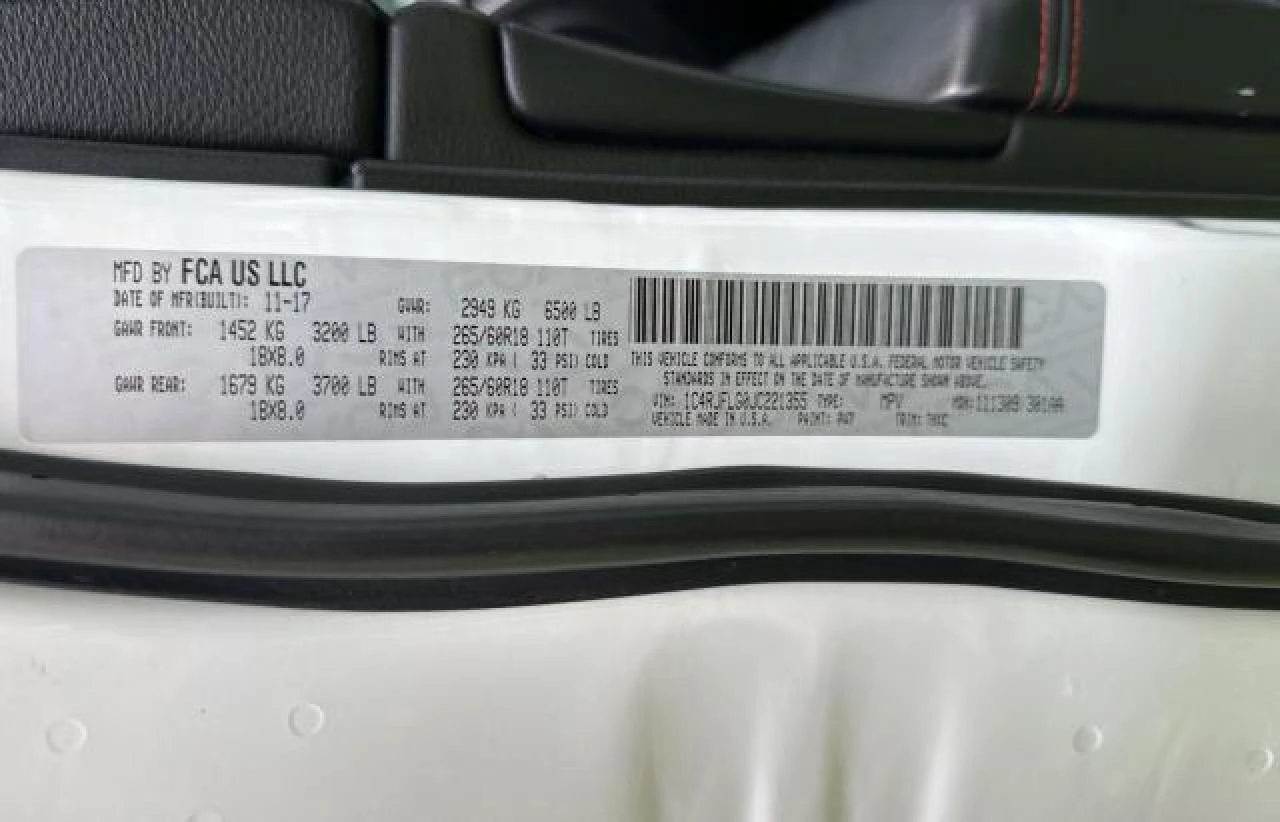 MFD BY FCA US LLC
DATE OF MFR(BUILT): 11-17 GVWR: 2949 KG 6500 LB
GAWR FRONT: 1452 KG 3200 LB WITH 265/60R18 110T TIRES
18X8.0 RIMS AT 230 KPA ( 33 PSI) COLD
GAWR REAR: 1679 KG 3700 LB WITH 265/60R18 110T TIRES
18X8.0 RIMS AT 230 KPA ( 33 PSI) COLD
THIS VEHICLE CONFORMS TO ALL APPLICABLE U.S.A. FEDERAL MOTOR VEHICLE SAFETY
STANDARDS IN EFFECT ON THE DATE OF MANUFACTURE SHOWN ABOVE.
VIN: 1C4RJFLG0JC221355 TYPE: MPV MDH: 111309 
VEHICLE MADE IN U.S.A. PAINT: PW7 TRIM: